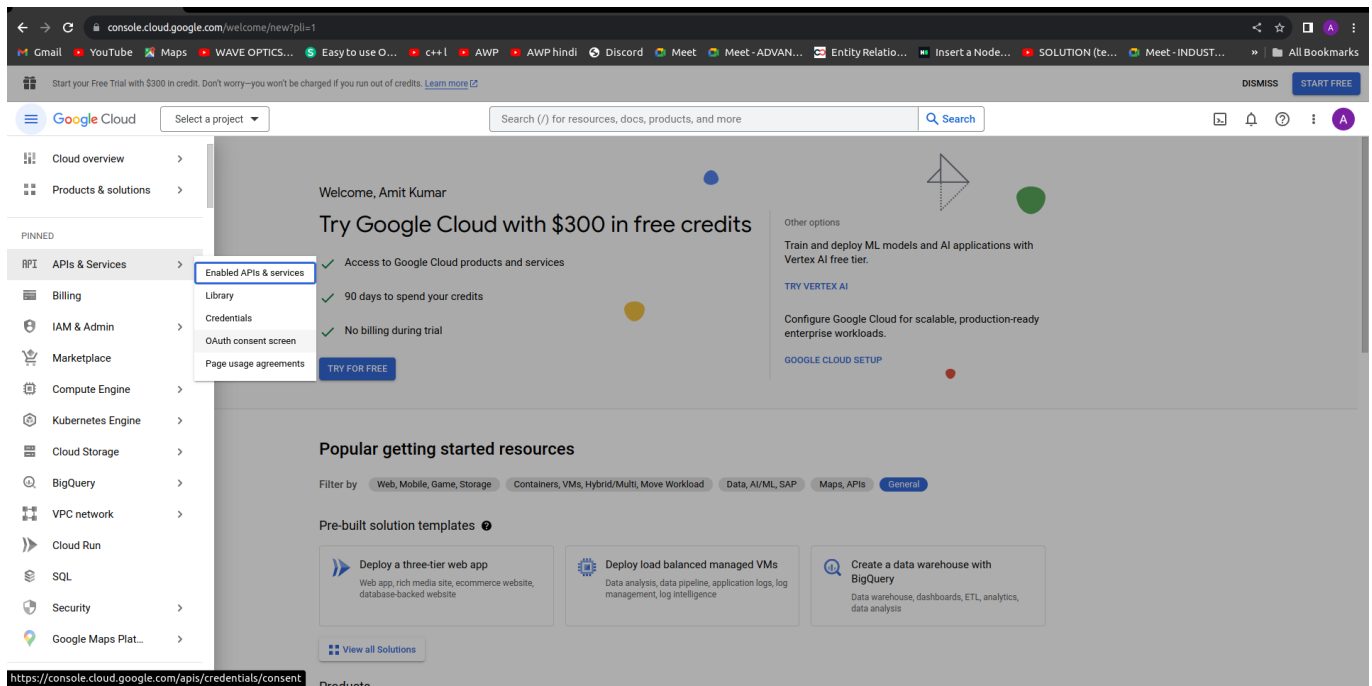 console.cloud.google.com/welcome/new?pli=1
A
Gmail YouTube Maps WAVE OPTICS... Easy to use O... c++ l AWP AWP hindi Discord Meet Meet - ADVAN... Entity Relatio... Insert a Node... SOLUTION (te... Meet - INDUST... » All Bookmarks
Start your Free Trial with $300 in credit. Don't worry—you won't be charged if you run out of credits. Learn more DISMISS START FREE
Google Cloud Select a project Search (/) for resources, docs, products, and more Search A
Cloud overview
Products & solutions
PINNED
API APIs & Services
Billing
IAM & Admin
Marketplace
Compute Engine
Kubernetes Engine
Cloud Storage
BigQuery
VPC network
Cloud Run
SQL
Security
Google Maps Plat...
Enabled APIs & services
Library
Credentials
OAuth consent screen
Page usage agreements
Welcome, Amit Kumar
Try Google Cloud with $300 in free credits
Access to Google Cloud products and services
90 days to spend your credits
No billing during trial
TRY FOR FREE
Other options
Train and deploy ML models and AI applications with
Vertex AI free tier.
TRY VERTEX AI
Configure Google Cloud for scalable, production-ready
enterprise workloads.
GOOGLE CLOUD SETUP
Popular getting started resources
Filter by Web, Mobile, Game, Storage Containers, VMs, Hybrid/Multi, Move Workload Data, AI/ML, SAP Maps, APIs General
Pre-built solution templates
Deploy a three-tier web app
Web app, rich media site, ecommerce website,
database-backed website
Deploy load balanced managed VMs
Data analysis, data pipeline, application logs, log
management, log intelligence
Create a data warehouse with
BigQuery
Data warehouse, dashboards, ETL, analytics,
data analysis
View all Solutions
Products
https://console.cloud.google.com/apis/credentials/consent